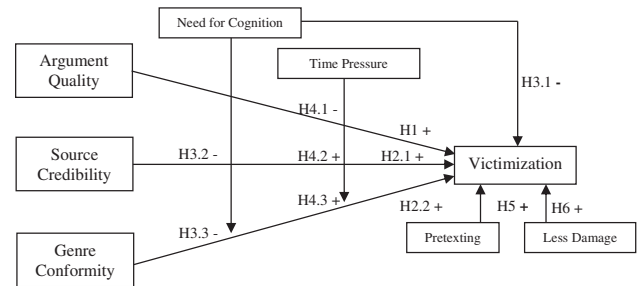 Need for Cognition
Argument
Quality
Time Pressure
H3.1 -
H4.1 -
H1 +
Source
Credibility
H3.2 -
H4.2 +
H2.1 +
Victimization
H4.3 +
H2.2 +
H5 +
H6 +
H3.3 -
Genre
Conformity
Pretexting
Less Damage